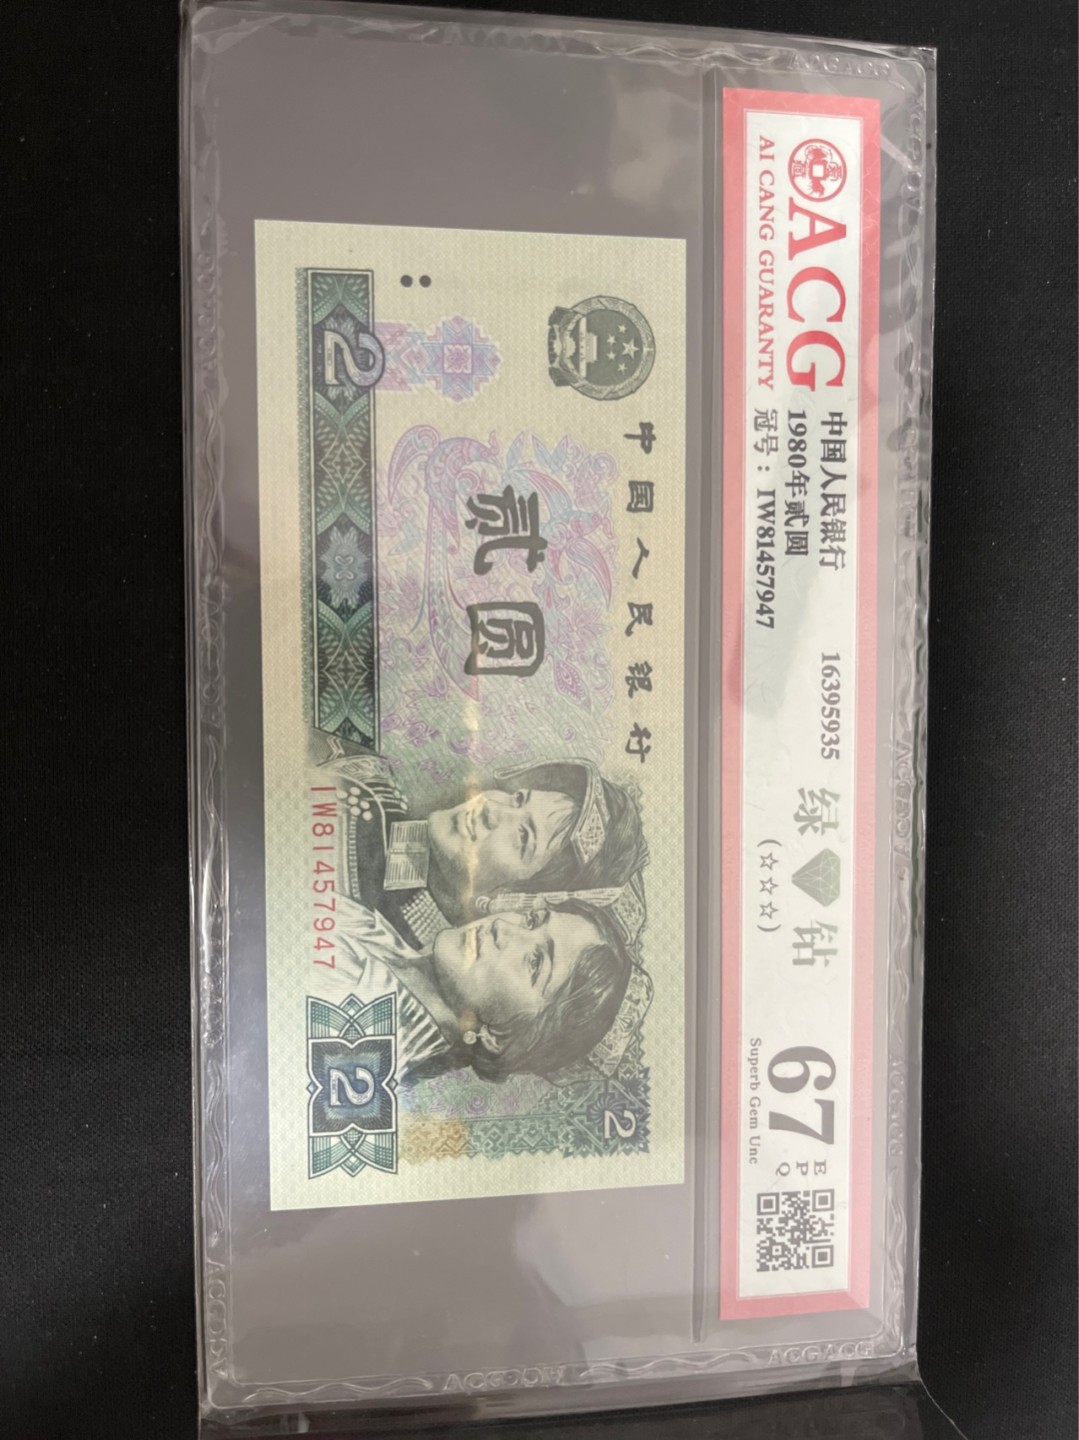 ACG
AI CANG GUARANTY
中国人民银行
1980年贰圆
冠号：IW81457947
16395935
绿 钻
(☆☆☆)
67
E
P
Q
Superb Gem Unc
中国人民银行
贰圆
2
IW81457947
2
2
ACGACG
ACGACG